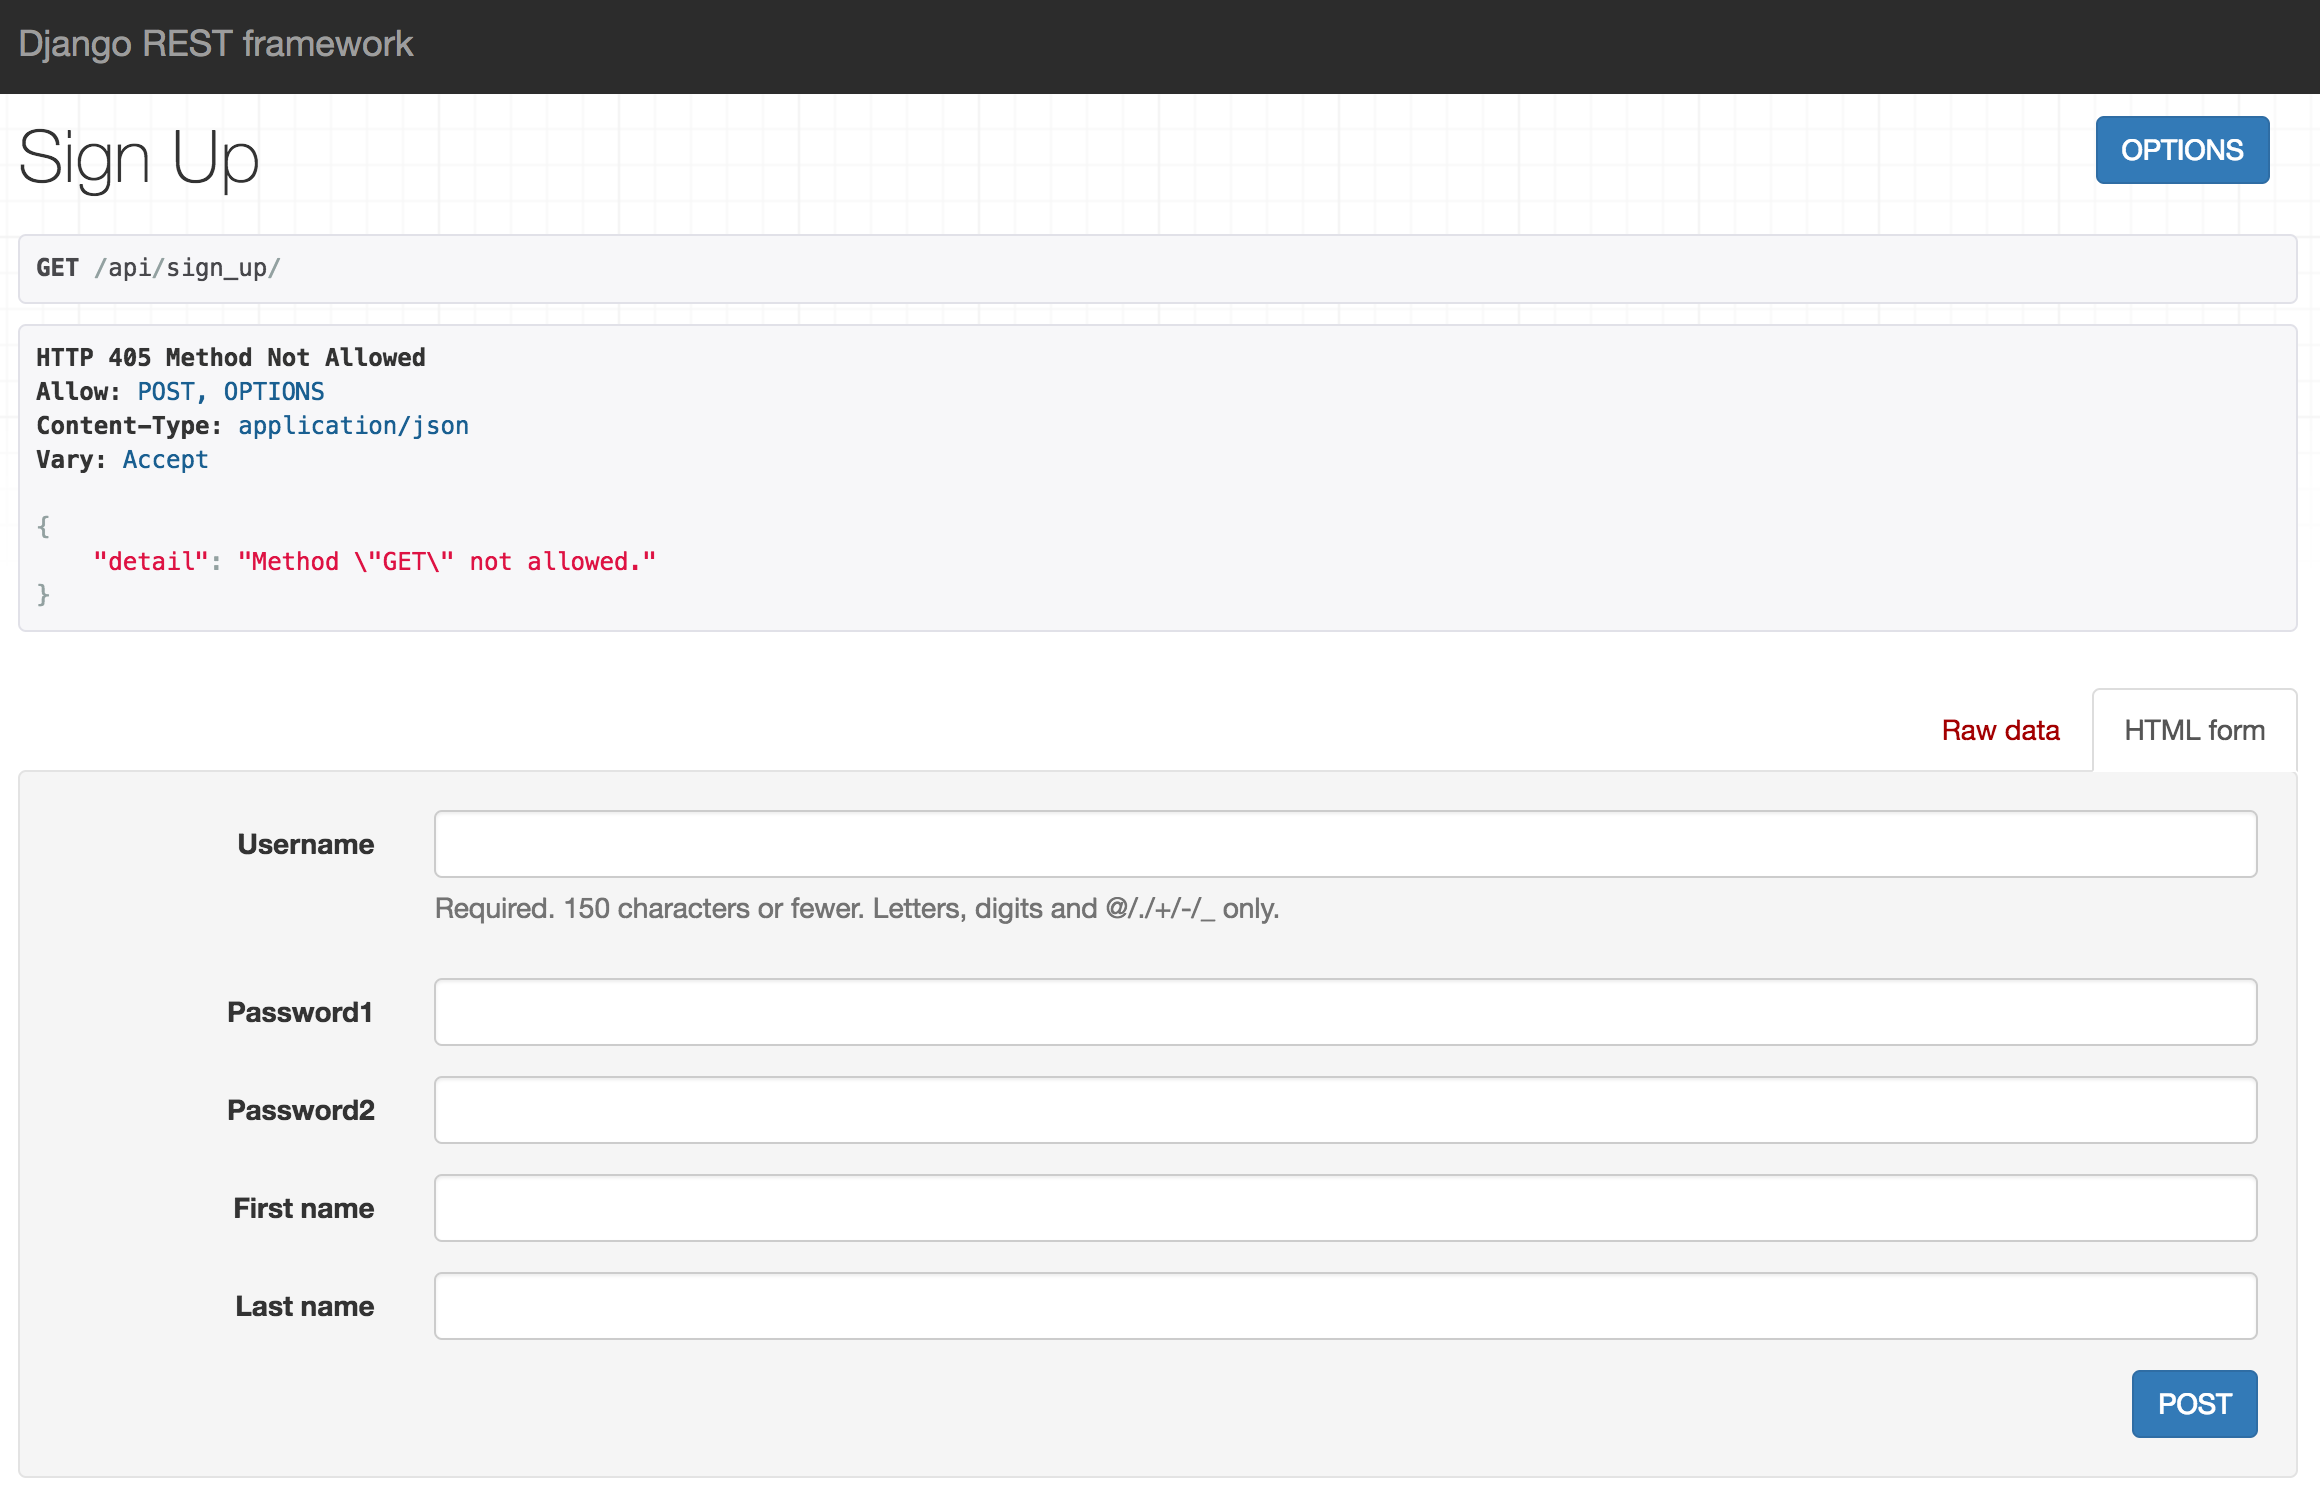 Django REST framework
Sign Up
OPTIONS
GET /api/sign_up/
HTTP 405 Method Not Allowed
Allow: POST, OPTIONS
Content-Type: application/json
Vary: Accept
{
"detail": "Method \"GET\" not allowed."
}
Raw data
HTML form
Username
Required. 150 characters or fewer. Letters, digits and @/./+/-/_ only.
Password1
Password2
First name
Last name
POST